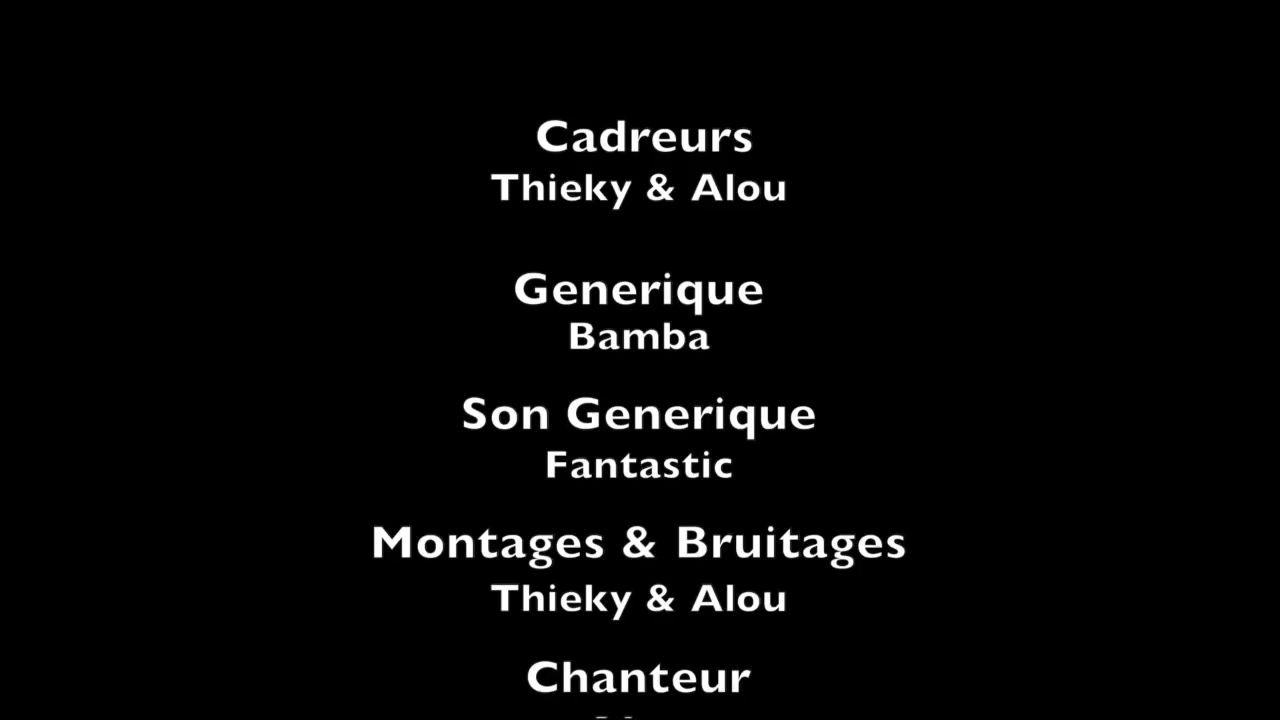 Cadreurs
Thieky & Alou
Generique
Bamba
Son Generique
Fantastic
Montages & Bruitages
Thieky & Alou
Chanteur